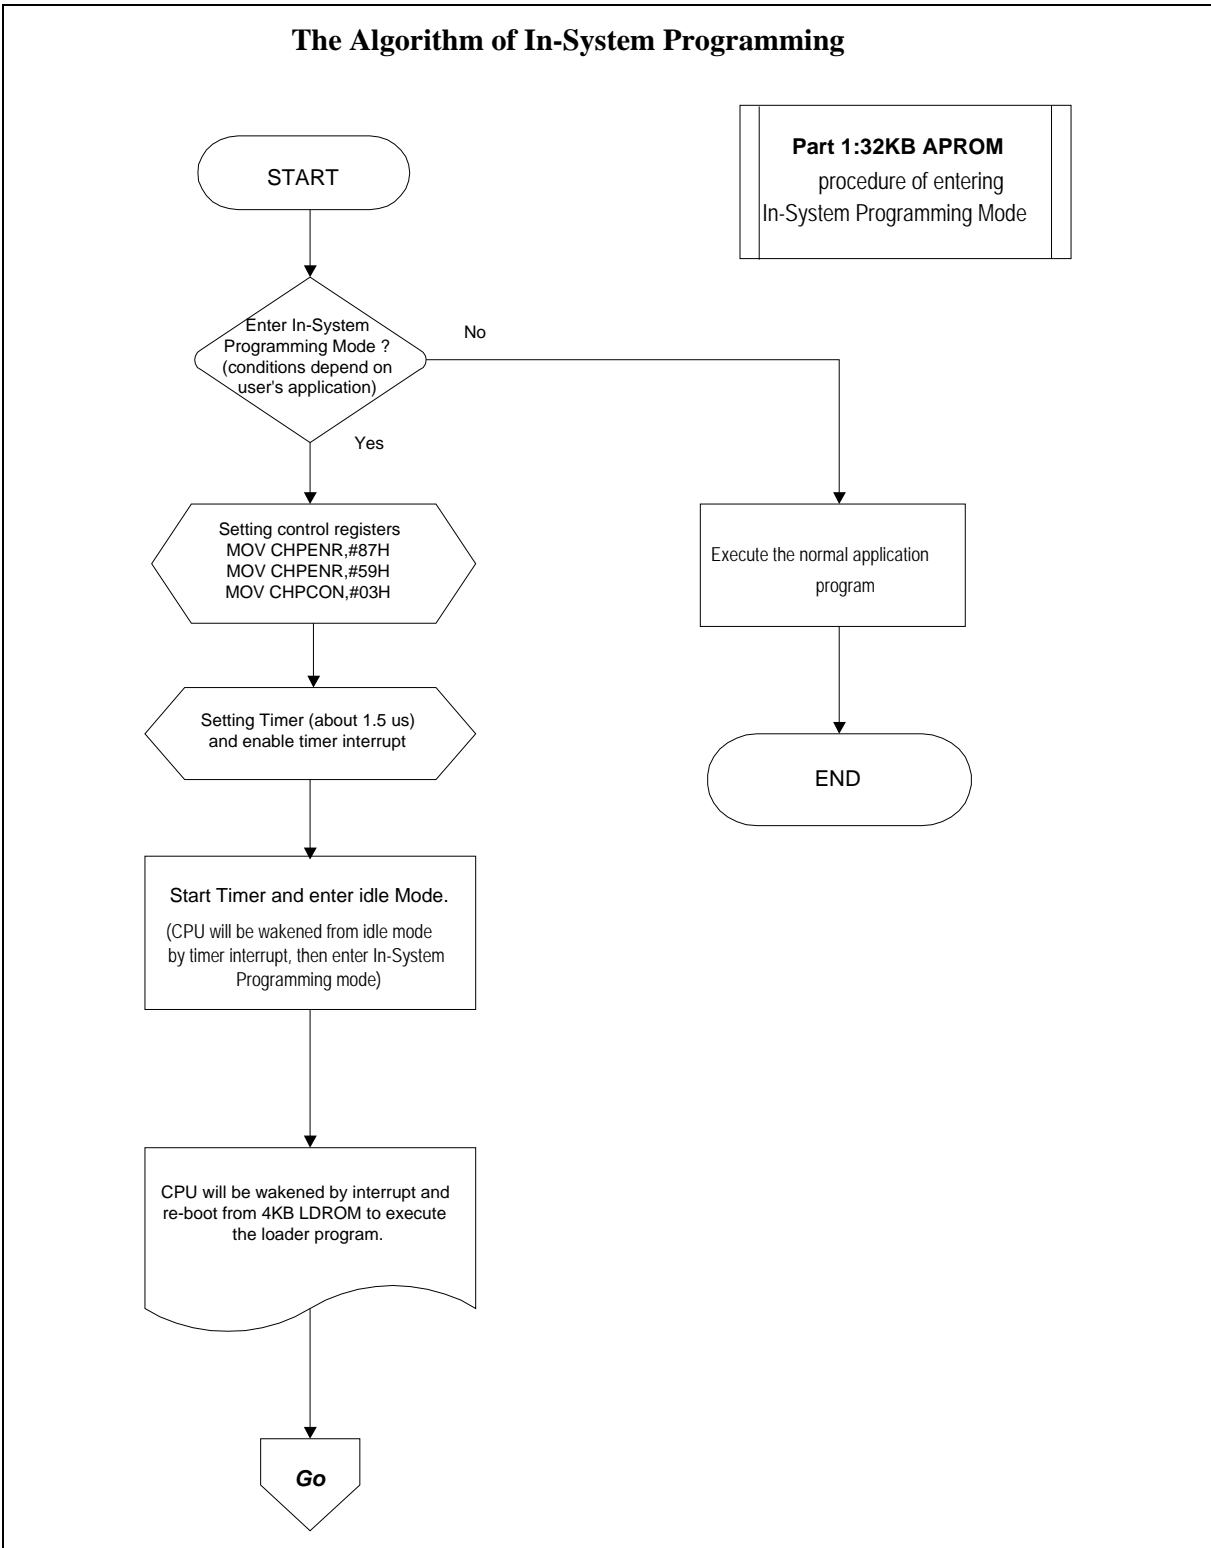 The Algorithm of In-System Programming
Part 1:32KB APROM
procedure of entering
In-System Programming Mode
START
Enter In-System
Programming Mode ?
(conditions depend on
user's application)
No
Yes
Setting control registers
MOV CHPENR,#87H
MOV CHPENR,#59H
MOV CHPCON,#03H
Execute the normal application
program
Setting Timer (about 1.5 us)
and enable timer interrupt
END
Start Timer and enter idle Mode.
(CPU will be wakened from idle mode
by timer interrupt, then enter In-System
Programming mode)
CPU will be wakened by interrupt and
re-boot from 4KB LDROM to execute
the loader program.
Go